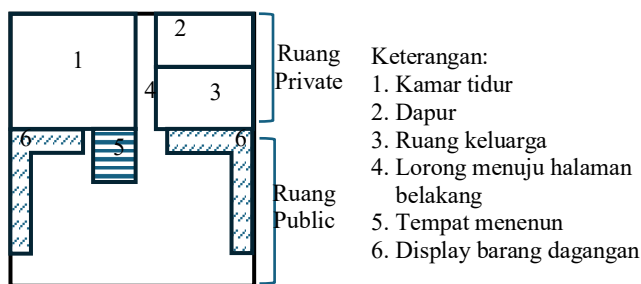 1
2
3
4
5
6
6
Ruang
Private
Ruang
Public
Keterangan:
1. Kamar tidur
2. Dapur
3. Ruang keluarga
4. Lorong menuju halaman
belakang
5. Tempat menenun
6. Display barang dagangan